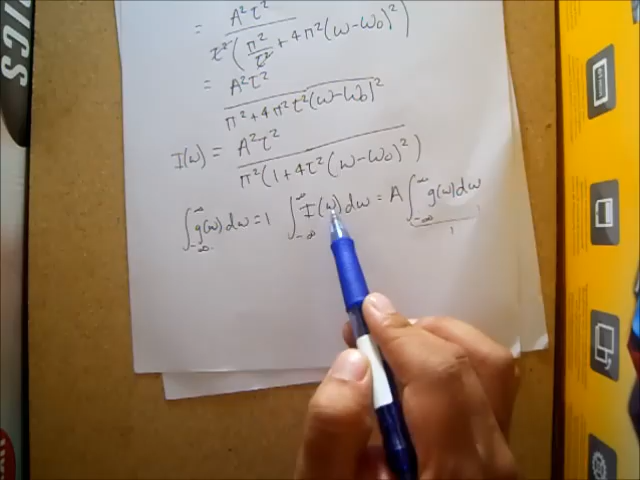 = A²τ²
τ²(π²/τ² + 4π²(ω-ω₀)²)
= A²τ²
π² + 4π²τ²(ω-ω₀)²
I(ω) = A²τ²
π²(1 + 4τ²(ω-ω₀)²)
∫_{-∞}^{∞} g(ω)dω = 1 ∫_{-∞}^{∞} I(ω)dω = A ∫_{-∞}^{∞} g(ω)dω
1